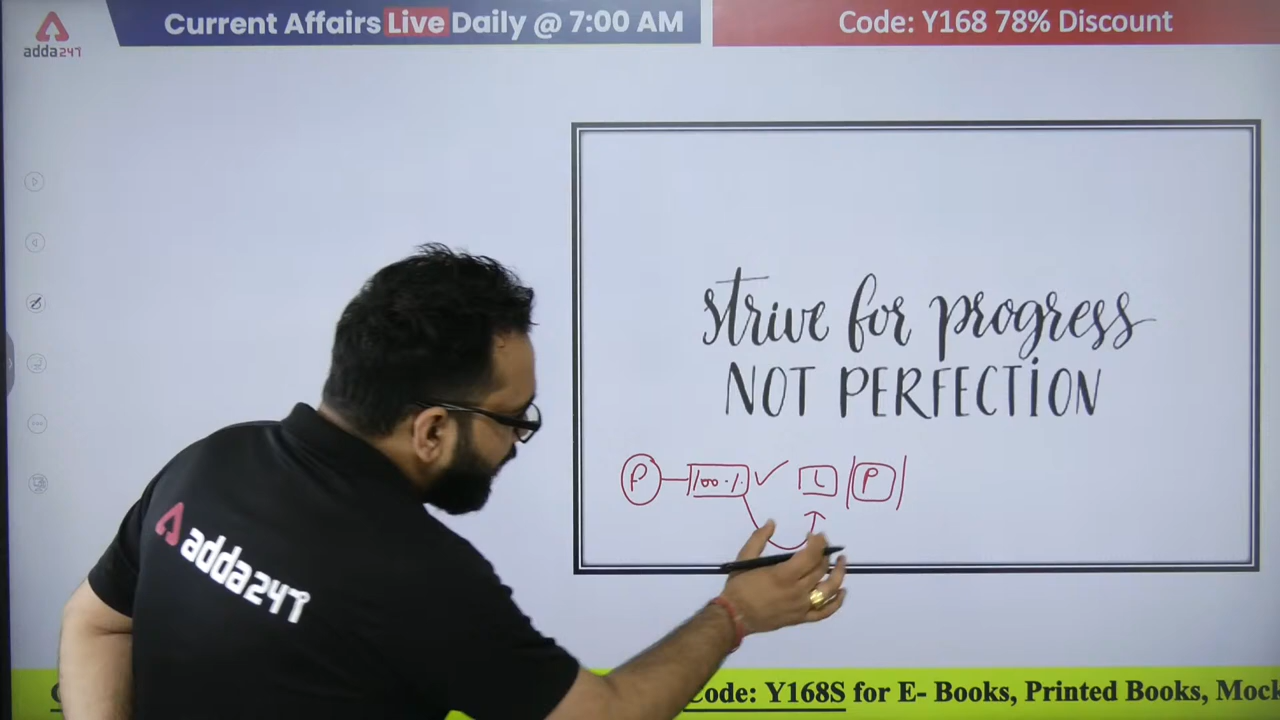 adda247
Current Affairs Live Daily @ 7:00 AM
Code: Y168 78% Discount
strive for progress
NOT PERFECTION
P 100% L P
adda247
Code: Y168S for E- Books, Printed Books, Mock